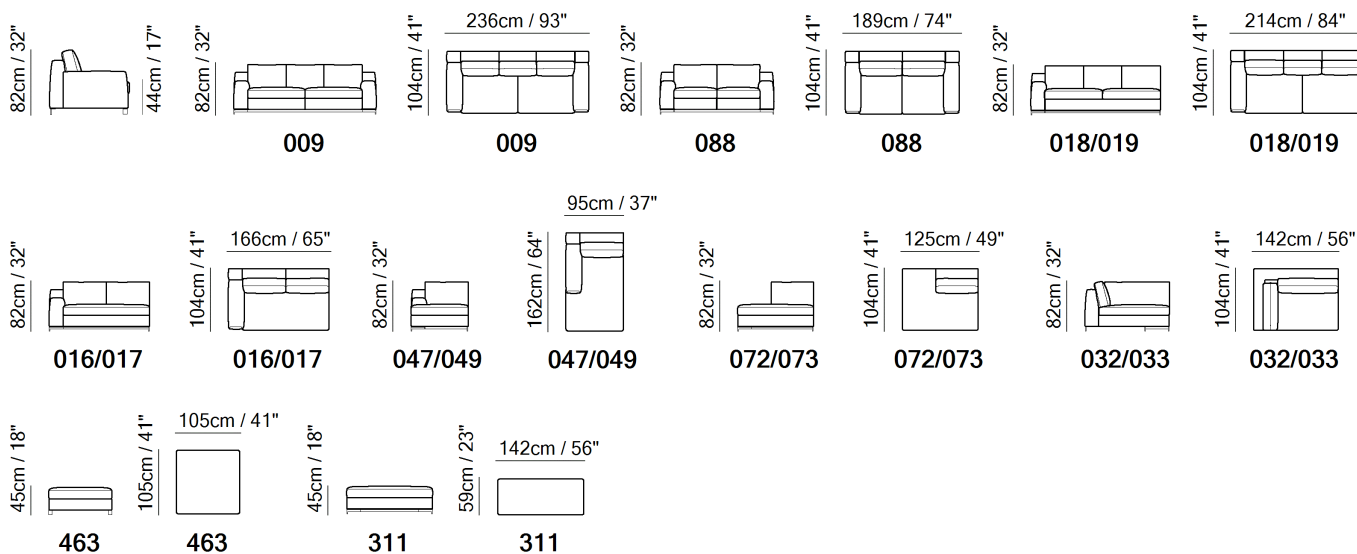 82cm / 32"
44cm / 17"
82cm / 32"
009
236cm / 93"
104cm / 41"
009
82cm / 32"
088
189cm / 74"
104cm / 41"
088
82cm / 32"
018/019
214cm / 84"
104cm / 41"
018/019
82cm / 32"
016/017
166cm / 65"
104cm / 41"
016/017
82cm / 32"
047/049
95cm / 37"
162cm / 64"
047/049
82cm / 32"
072/073
125cm / 49"
104cm / 41"
072/073
82cm / 32"
032/033
142cm / 56"
104cm / 41"
032/033
45cm / 18"
463
105cm / 41"
105cm / 41"
463
45cm / 18"
311
142cm / 56"
59cm / 23"
311